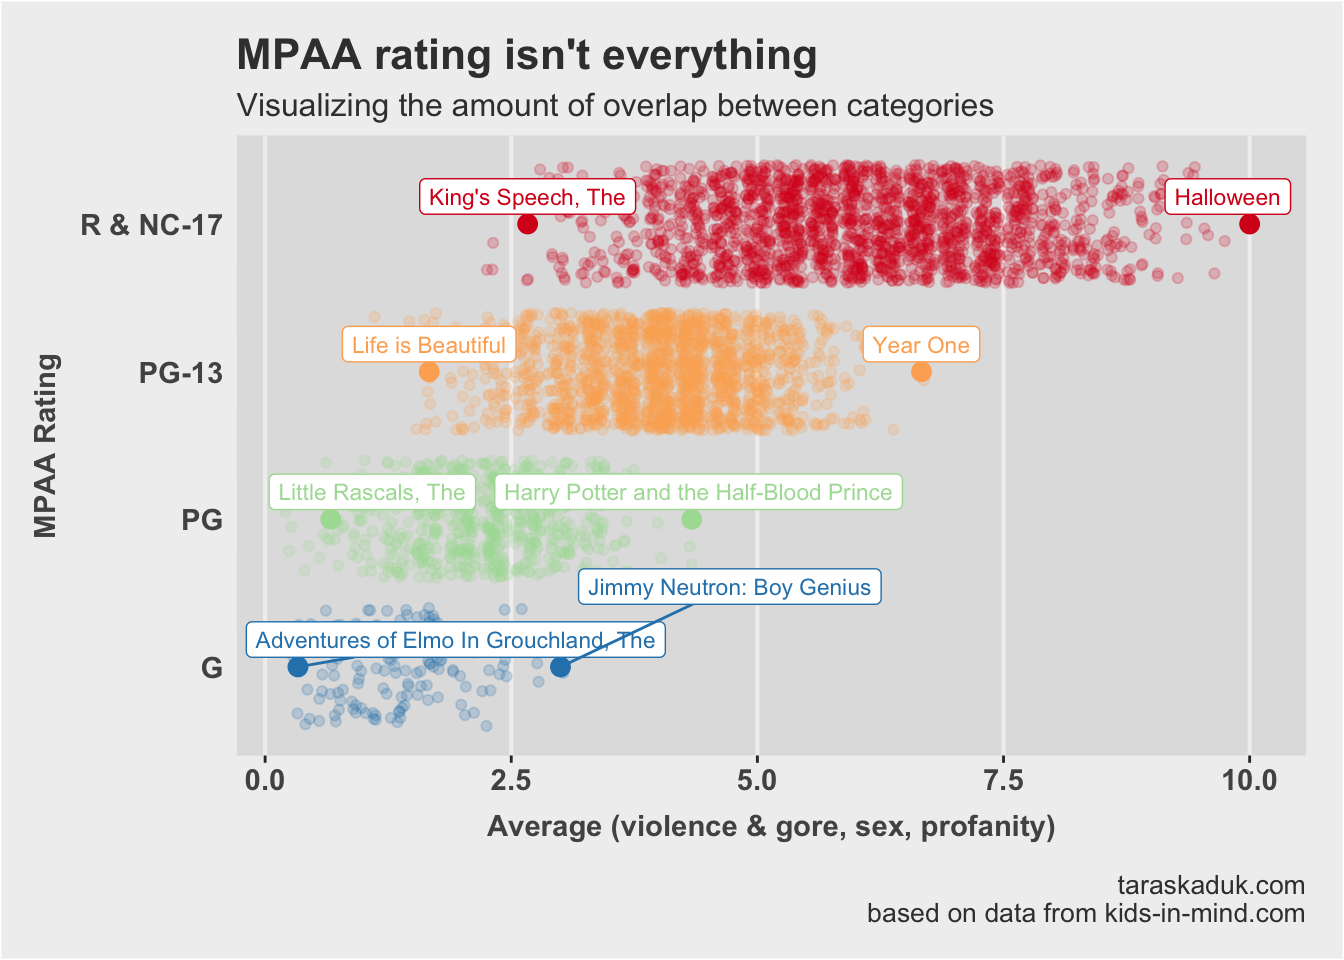 MPAA rating isn't everything
Visualizing the amount of overlap between categories
King's Speech, The
Halloween
R & NC-17
Life is Beautiful
Year One
PG-13
MPAA Rating
Little Rascals, The
Harry Potter and the Half-Blood Prince
PG
Jimmy Neutron: Boy Genius
Adventures of Elmo In Grouchland, The
G
0.0 2.5 5.0 7.5 10.0
Average (violence & gore, sex, profanity)
taraskaduk.com
based on data from kids-in-mind.com